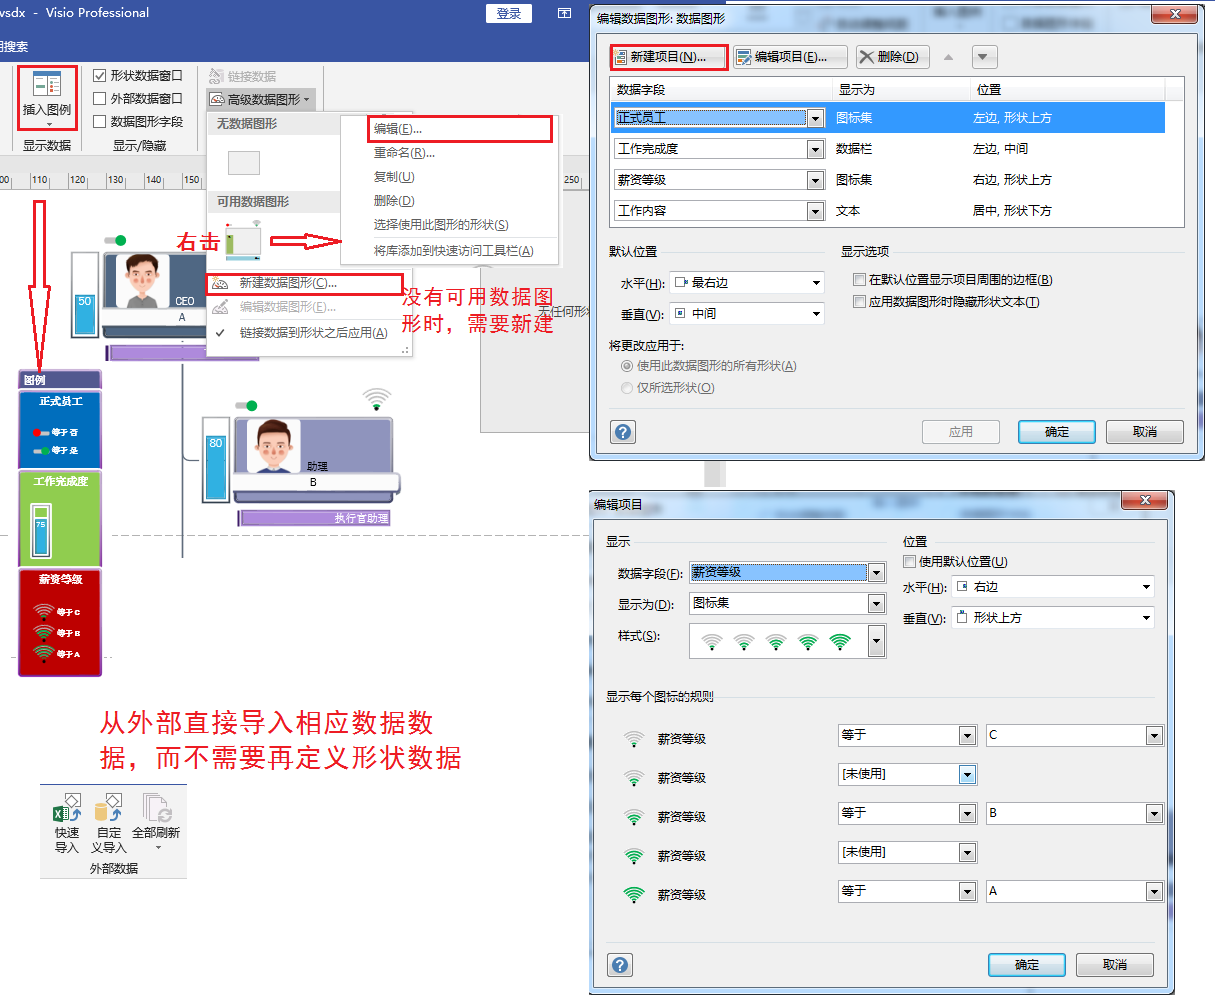 vsdx - Visio Professional
登录
月搜索
插入图例
显示数据
形状数据窗口
外部数据窗口
数据图形字段
显示/隐藏
链接数据
高级数据图形
无数据图形
可用数据图形
右击
新建数据图形(C)...
编辑数据图形(E)...
链接数据到形状之后应用(A)
编辑(E)...
重命名(R)...
复制(U)
删除(D)
选择使用此图形的形状(S)
将库添加到快速访问工具栏(A)
没有可用数据图
形时，需要新建
无任何形
00 110 120 130 140 150 250
50
CEO
A
80
助理
B
执行官助理
图例
正式员工
等于 否
等于 是
工作完成度
75
薪资等级
等于 C
等于 B
等于 A
从外部直接导入相应数据数
据，而不需要再定义形状数据
快速
导入
自定
义导入
全部刷新
外部数据
编辑数据图形: 数据图形
新建项目(N)...
编辑项目(E)...
删除(D)
数据字段 显示为 位置
正式员工 图标集 左边, 形状上方
工作完成度 数据栏 左边, 中间
薪资等级 图标集 右边, 形状上方
工作内容 文本 居中, 形状下方
默认位置
水平(H): 最右边
垂直(V): 中间
显示选项
在默认位置显示项目周围的边框(B)
应用数据图形时隐藏形状文本(T)
将更改应用于:
使用此数据图形的所有形状(A)
仅所选形状(O)
应用
确定
取消
编辑项目
显示
数据字段(F): 薪资等级
显示为(D): 图标集
样式(S):
位置
使用默认位置(U)
水平(H): 右边
垂直(V): 形状上方
显示每个图标的规则
薪资等级 等于 C
薪资等级 [未使用]
薪资等级 等于 B
薪资等级 [未使用]
薪资等级 等于 A
确定
取消